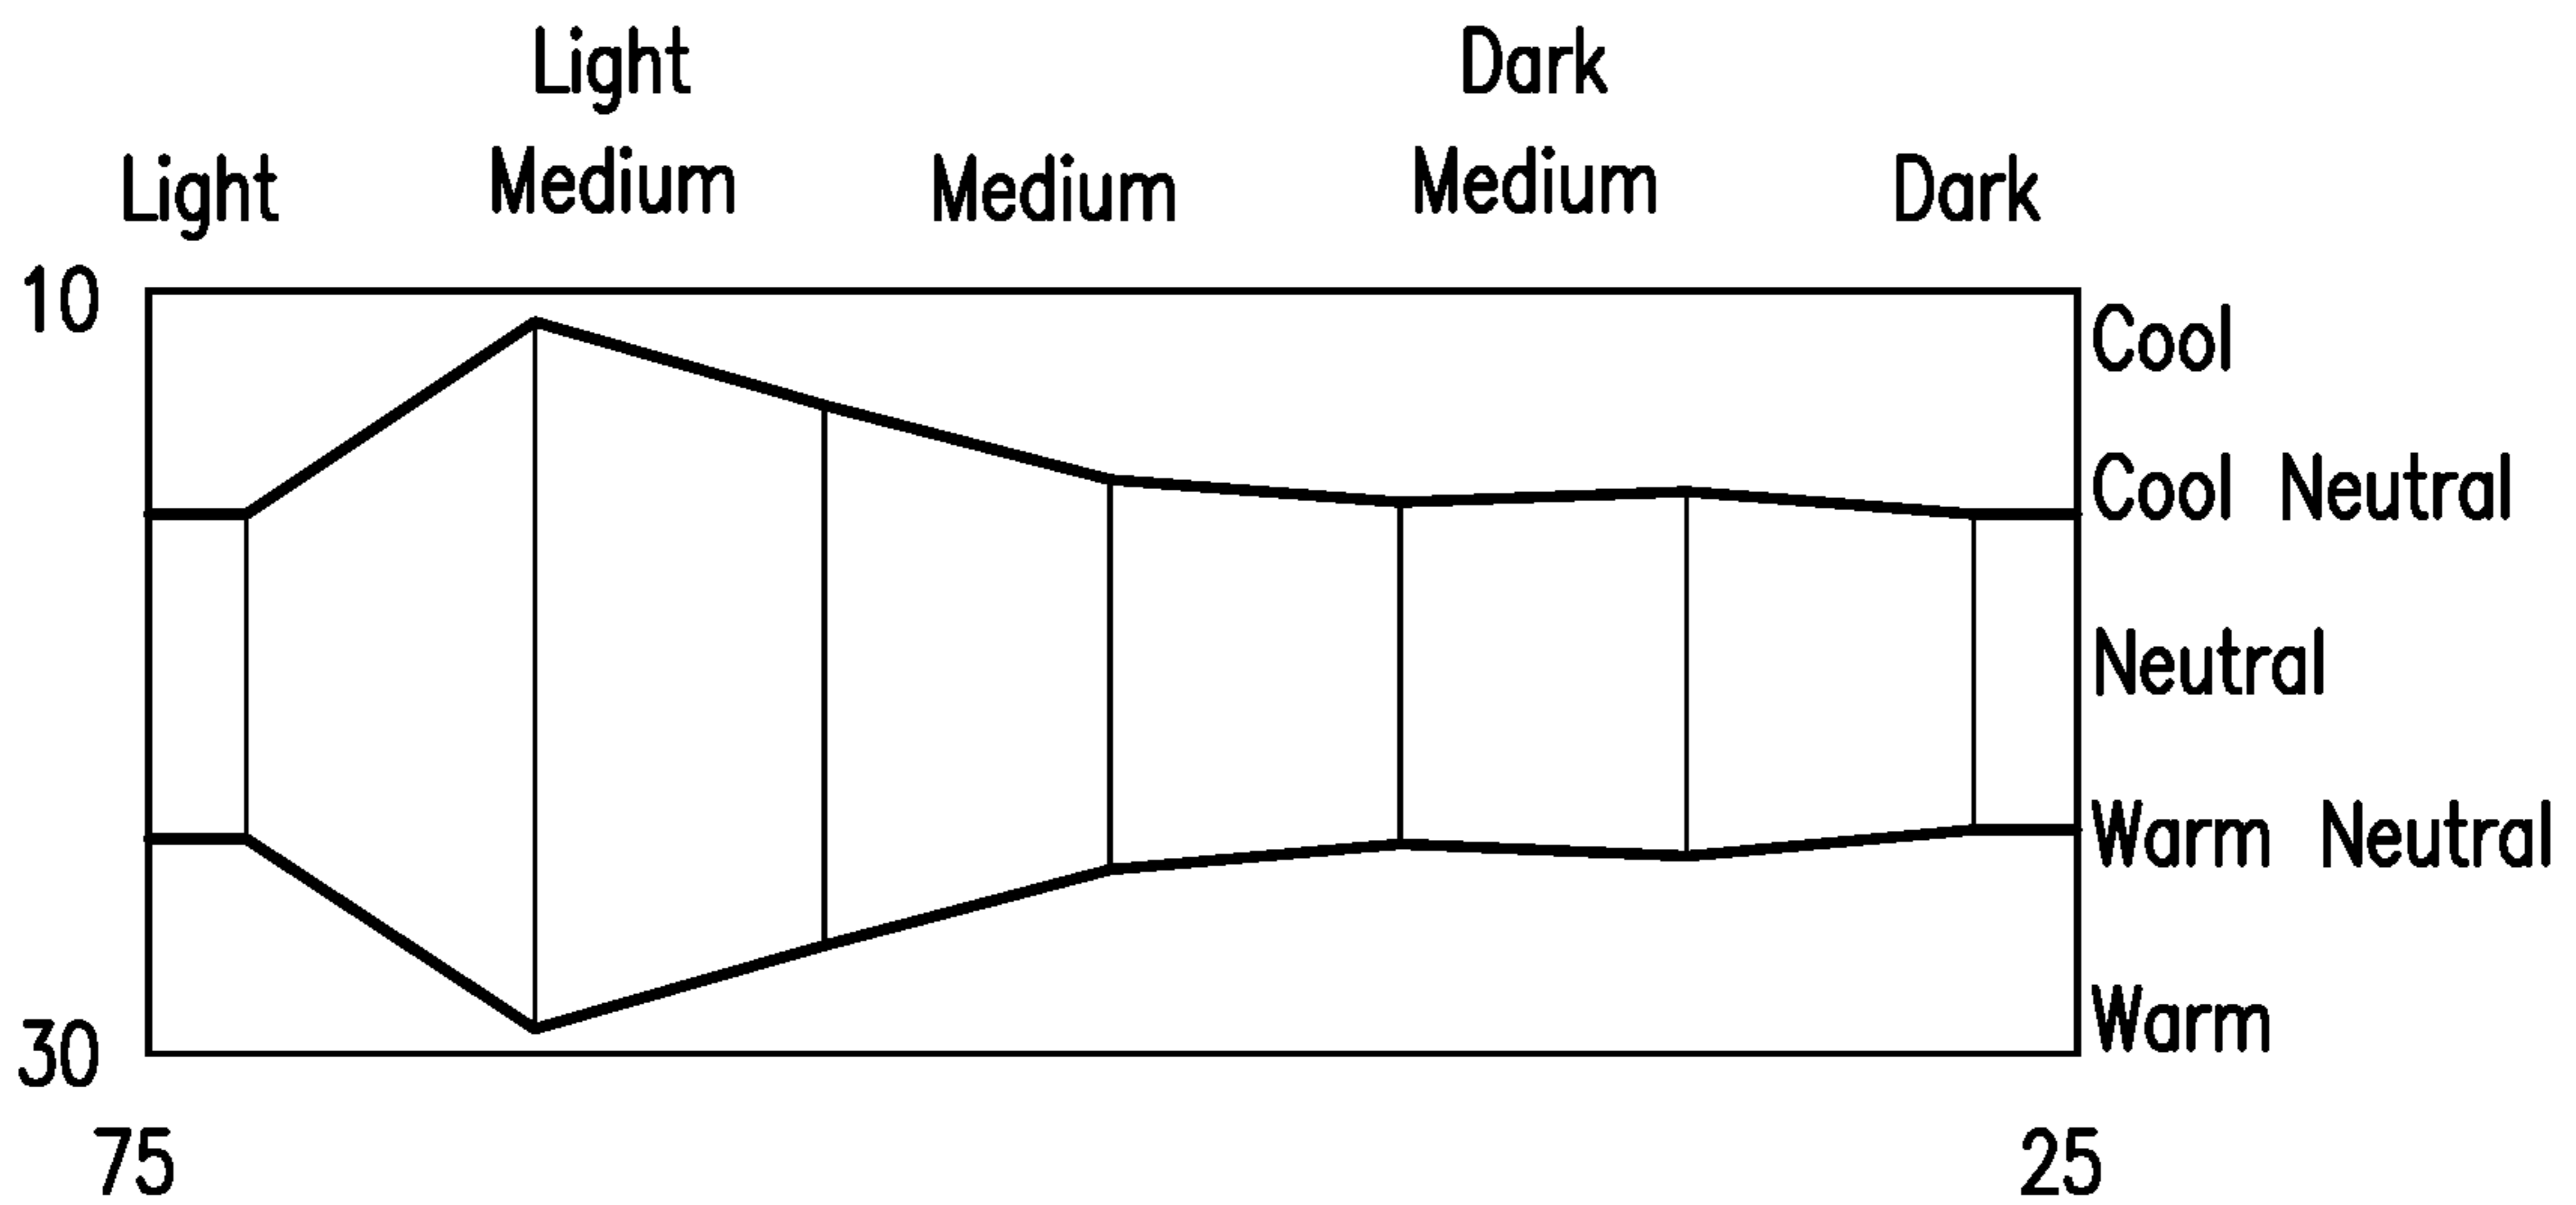 Light
Light
Medium
Medium
Dark
Medium
Dark
10
Cool
Cool Neutral
Neutral
Warm Neutral
Warm
30
75
25